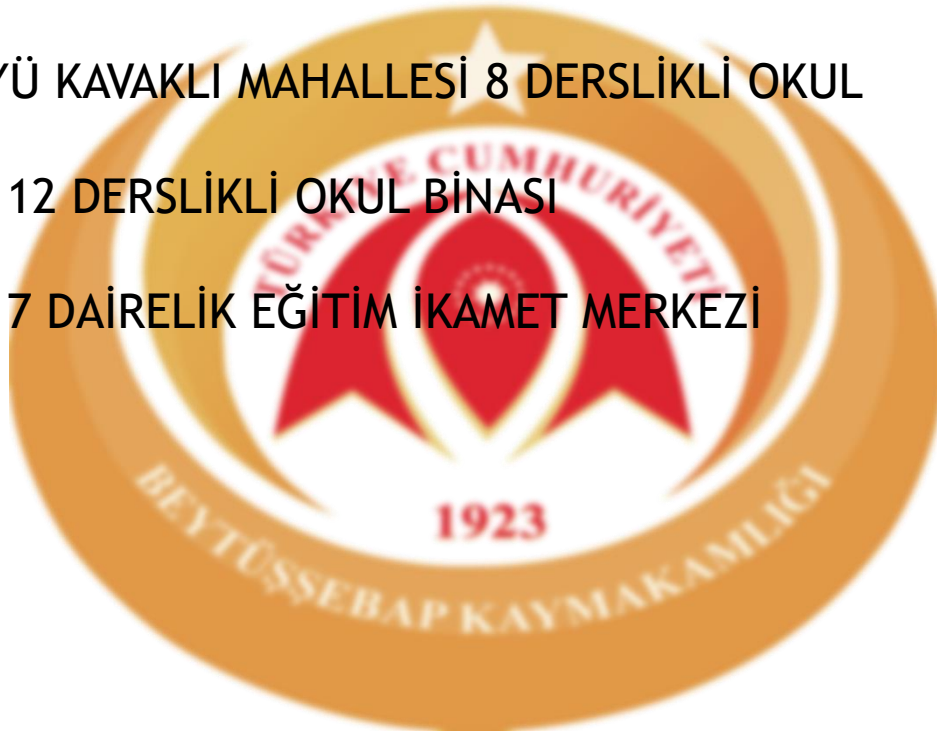 YÜ KAVAKLI MAHALLESİ 8 DERSLİKLİ OKUL
12 DERSLİKLİ OKUL BİNASI
7 DAİRELİK EĞİTİM İKAMET MERKEZİ
TÜRKİYE CUMHURİYETİ
1923
BEYTÜŞŞEBAP KAYMAKAMLIĞI